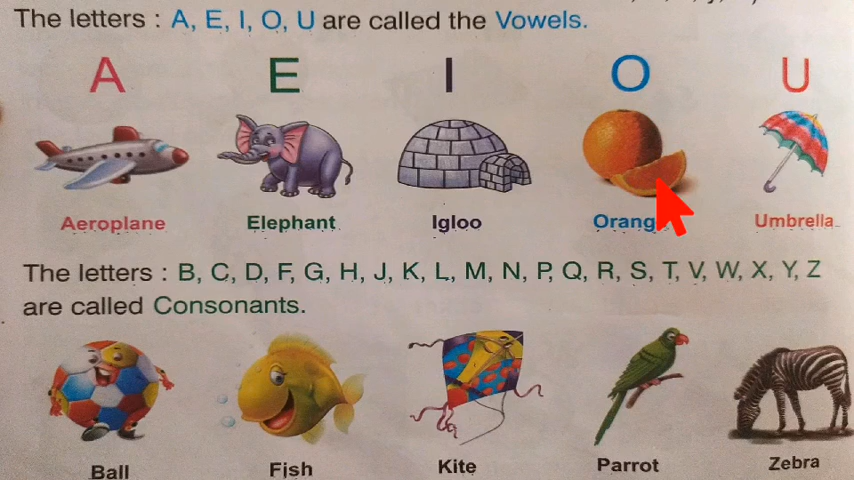 The letters : A, E, I, O, U are called the Vowels.
A E I O U
Aeroplane Elephant Igloo Orang Umbrella
The letters : B, C, D, F, G, H, J, K, L, M, N, P, Q, R, S, T, V, W, X, Y, Z
are called Consonants.
Ball Fish Kite Parrot Zebra